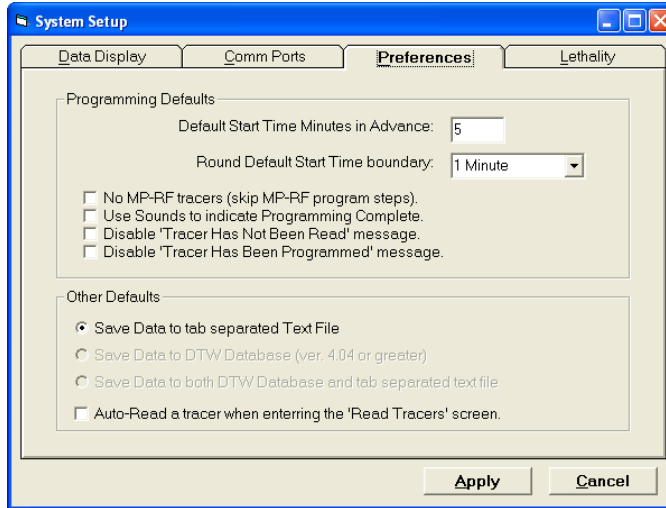 System Setup
Data Display Comm Ports Preferences Lethality
Programming Defaults
Default Start Time Minutes in Advance: 5
Round Default Start Time boundary: 1 Minute
No MP-RF tracers (skip MP-RF program steps).
Use Sounds to indicate Programming Complete.
Disable 'Tracer Has Not Been Read' message.
Disable 'Tracer Has Been Programmed' message.
Other Defaults
Save Data to tab separated Text File
Save Data to DTW Database (ver. 4.04 or greater)
Save Data to both DTW Database and tab separated text file
Auto-Read a tracer when enterring the 'Read Tracers' screen.
Apply Cancel